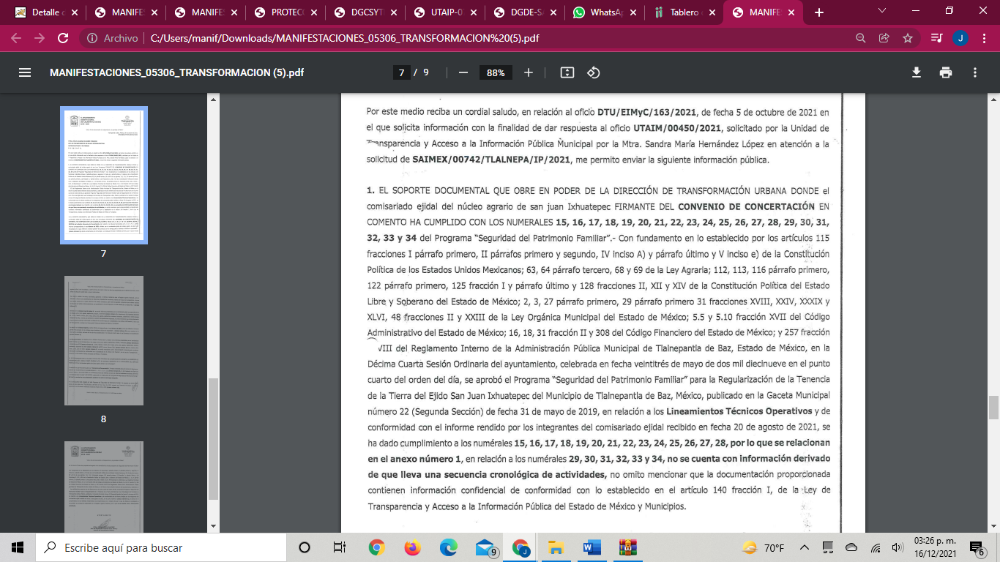 Detalle
MANIFES
MANIFES
PROTEC
DGCSYT
UTAIP-0
DGDE-S
WhatsAp
Tablero
MANIFES
Archivo
C:/Users/manif/Downloads/MANIFESTACIONES_05306_TRANSFORMACION%20(5).pdf
J
MANIFESTACIONES_05306_TRANSFORMACION (5).pdf
7 / 9
88%
7
8
Por este medio reciba un cordial saludo, en relación al oficio DTU/EIMyC/163/2021, de fecha 5 de octubre de 2021 en
el que solicita información con la finalidad de dar respuesta al oficio UTAIM/00450/2021, solicitado por la Unidad de
Transparencia y Acceso a la Información Pública Municipal por la Mtra. Sandra María Hernández López en atención a la
solicitud de SAIMEX/00742/TLALNEPA/IP/2021, me permito enviar la siguiente información pública.
1. EL SOPORTE DOCUMENTAL QUE OBRE EN PODER DE LA DIRECCIÓN DE TRANSFORMACIÓN URBANA DONDE el
comisariado ejidal del núcleo agrario de san juan Ixhuatepec FIRMANTE DEL CONVENIO DE CONCERTACIÓN EN
COMENTO HA CUMPLIDO CON LOS NUMERALES 15, 16, 17, 18, 19, 20, 21, 22, 23, 24, 25, 26, 27, 28, 29, 30, 31,
32, 33 y 34 del Programa “Seguridad del Patrimonio Familiar”.- Con fundamento en lo establecido por los artículos 115
fracciones I párrafo primero, II párrafos primero y segundo, IV inciso A) y párrafo último y V inciso e) de la Constitución
Política de los Estados Unidos Mexicanos; 63, 64 párrafo tercero, 68 y 69 de la Ley Agraria; 112, 113, 116 párrafo primero,
122 párrafo primero, 125 fracción I y párrafo último y 128 fracciones II, XII y XIV de la Constitución Política del Estado
Libre y Soberano del Estado de México; 2, 3, 27 párrafo primero, 29 párrafo primero 31 fracciones XVIII, XXIV, XXXIX y
XLVI, 48 fracciones II y XXIII de la Ley Orgánica Municipal del Estado de México; 5.5 y 5.10 fracción XVII del Código
Administrativo del Estado de México; 16, 18, 31 fracción II y 308 del Código Financiero del Estado de México; y 257 fracción
VIII del Reglamento Interno de la Administración Pública Municipal de Tlalnepantla de Baz, Estado de México, en la
Décima Cuarta Sesión Ordinaria del ayuntamiento, celebrada el día veintitrés de mayo de dos mil diecinueve en el punto
cuarto del orden del día, se aprobó el Programa “Seguridad del Patrimonio Familiar” para la Regularización de la Tenencia
de la Tierra del Ejido San Juan Ixhuatepec del Municipio de Tlalnepantla de Baz, México, publicado en la Gaceta Municipal
número 22 (Segunda Sección) de fecha 31 de mayo de 2019, en relación a los Lineamientos Técnicos Operativos y de
conformidad con el informe rendido por los integrantes del comisariado ejidal recibido en fecha 20 de agosto de 2021, se
ha dado cumplimiento a los numérales 15, 16, 17, 18, 19, 20, 21, 22, 23, 24, 25, 26, 27, 28, por lo que se relacionan
en el anexo número 1, en relación a los numérales 29, 30, 31, 32, 33 y 34, no se cuenta con información derivado
de que lleva una secuencia cronológica de actividades, no omito mencionar que la documentación proporcionada
contiene información confidencial de conformidad con lo dispuesto en el artículo 140 fracción I, de la Ley de
Transparencia y Acceso a la Información Pública del Estado de México y Municipios.
Escribe aquí para buscar
9
J
70°F
03:26 p. m.
16/12/2021
6